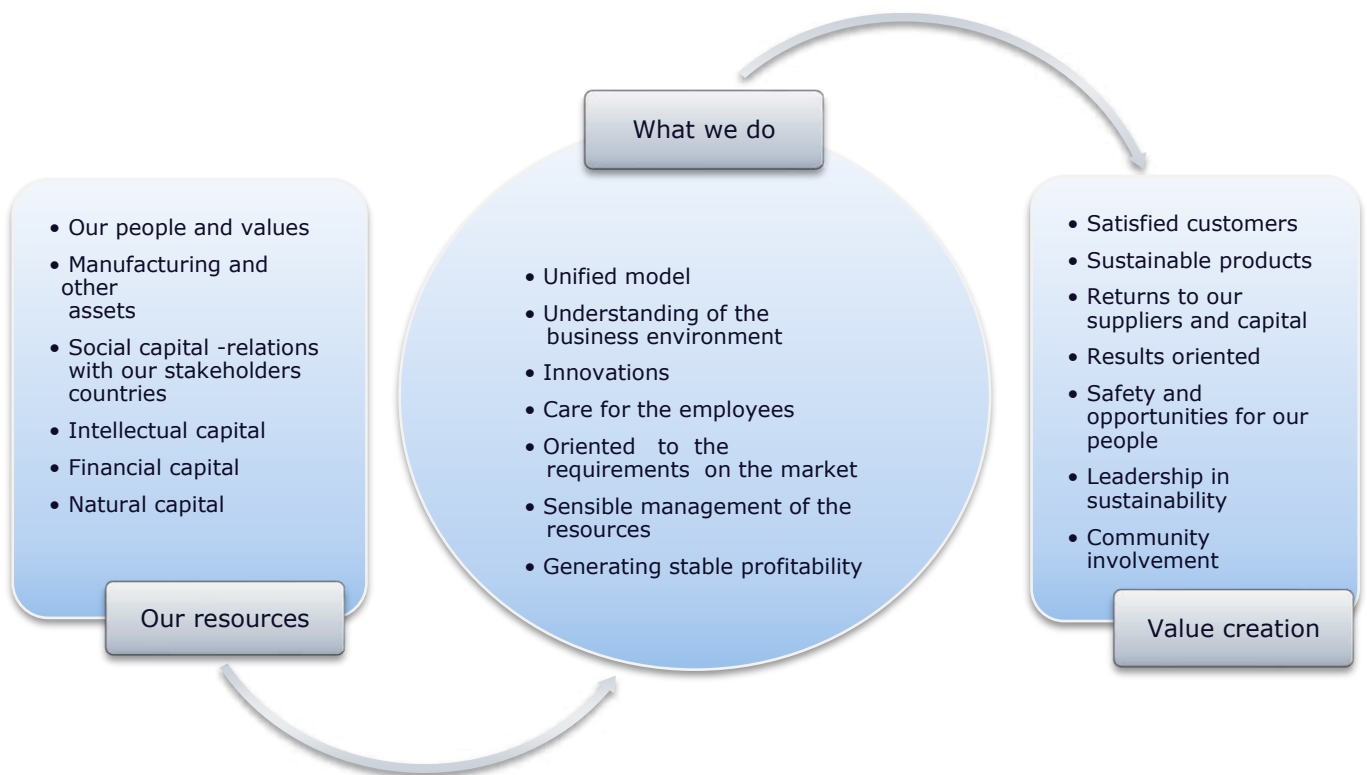 What we do
• Our people and values
• Manufacturing and
other
assets
• Social capital -relations
with our stakeholders
countries
• Intellectual capital
• Financial capital
• Natural capital
Our resources
• Unified model
• Understanding of the
business environment
• Innovations
• Care for the employees
• Oriented to the
requirements on the market
• Sensible management of the
resources
• Generating stable profitability
• Satisfied customers
• Sustainable products
• Returns to our
suppliers and capital
• Results oriented
• Safety and
opportunities for our
people
• Leadership in
sustainability
• Community
involvement
Value creation